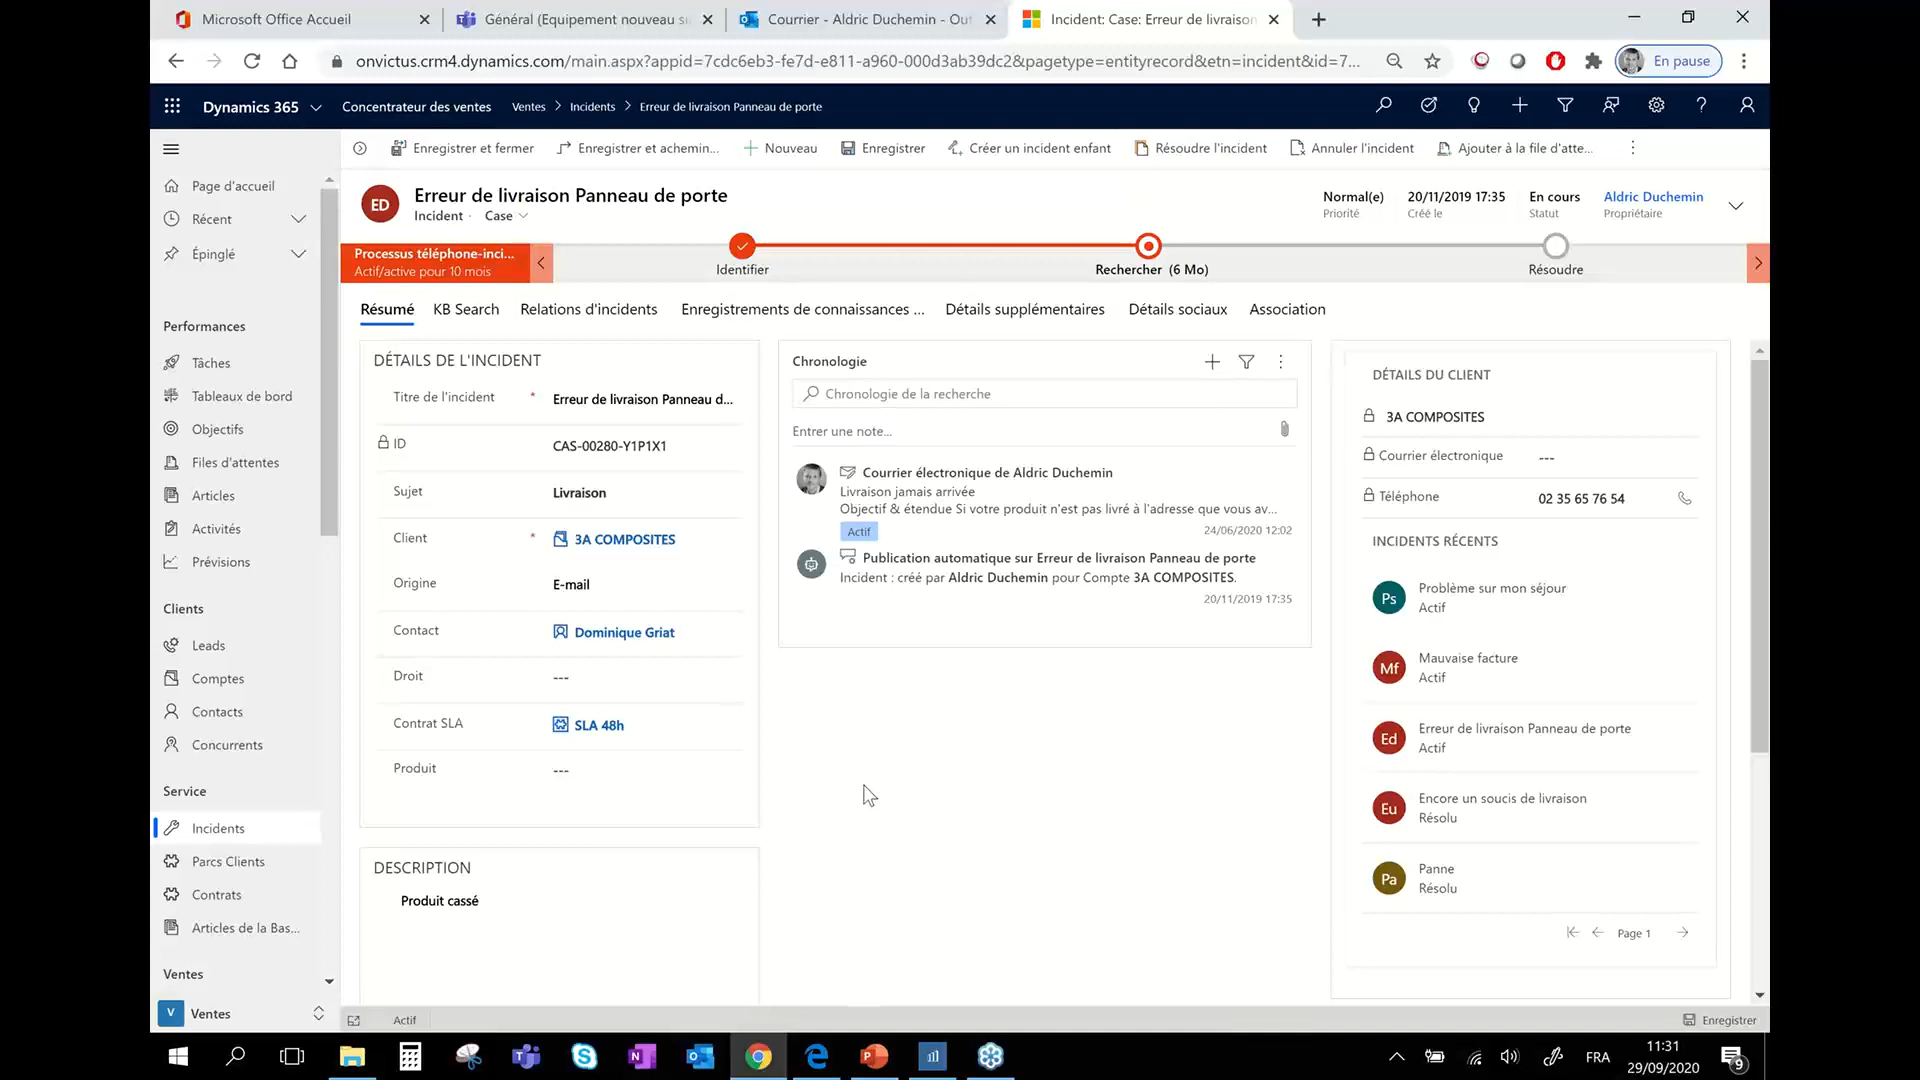 Microsoft Office Accueil
Général (Equipement nouveau s
Courrier - Aldric Duchemin - Out
Incident: Case: Erreur de livraison
onvictus.crm4.dynamics.com/main.aspx?appid=7cdc6eb3-fe7d-e811-a960-000d3ab39dc2&pagetype=entityrecord&etn=incident&id=7...
En pause
Dynamics 365
Concentrateur des ventes
Ventes > Incidents > Erreur de livraison Panneau de porte
Enregistrer et fermer
Enregistrer et achemin...
Nouveau
Enregistrer
Créer un incident enfant
Résoudre l'incident
Annuler l'incident
Ajouter à la file d'atte...
Page d'accueil
Récent
Épinglé
Performances
Tâches
Tableaux de bord
Objectifs
Files d'attentes
Articles
Activités
Prévisions
Clients
Leads
Comptes
Contacts
Concurrents
Service
Incidents
Parcs Clients
Contrats
Articles de la Bas...
Ventes
V Ventes
ED
Erreur de livraison Panneau de porte
Incident · Case
Normal(e)
Priorité
20/11/2019 17:35
Créé le
En cours
Statut
Aldric Duchemin
Propriétaire
Processus téléphone-inci...
Actif/active pour 10 mois
Identifier
Rechercher (6 Mo)
Résoudre
Résumé
KB Search
Relations d'incidents
Enregistrements de connaissances ...
Détails supplémentaires
Détails sociaux
Association
DÉTAILS DE L'INCIDENT
Titre de l'incident * Erreur de livraison Panneau d...
ID CAS-00280-Y1P1X1
Sujet Livraison
Client * 3A COMPOSITES
Origine E-mail
Contact Dominique Griat
Droit ---
Contrat SLA SLA 48h
Produit ---
DESCRIPTION
Produit cassé
Chronologie
Chronologie de la recherche
Entrer une note...
Courrier électronique de Aldric Duchemin
Livraison jamais arrivée
Objectif & étendue Si votre produit n'est pas livré à l'adresse que vous av...
Actif 24/06/2020 12:02
Publication automatique sur Erreur de livraison Panneau de porte
Incident : créé par Aldric Duchemin pour Compte 3A COMPOSITES.
20/11/2019 17:35
DÉTAILS DU CLIENT
3A COMPOSITES
Courrier électronique ---
Téléphone 02 35 65 76 54
INCIDENTS RÉCENTS
Ps Problème sur mon séjour
Actif
Mf Mauvaise facture
Actif
Ed Erreur de livraison Panneau de porte
Actif
Eu Encore un soucis de livraison
Résolu
Pa Panne
Résolu
Page 1
Actif
Enregistrer
FRA
11:31
29/09/2020
9